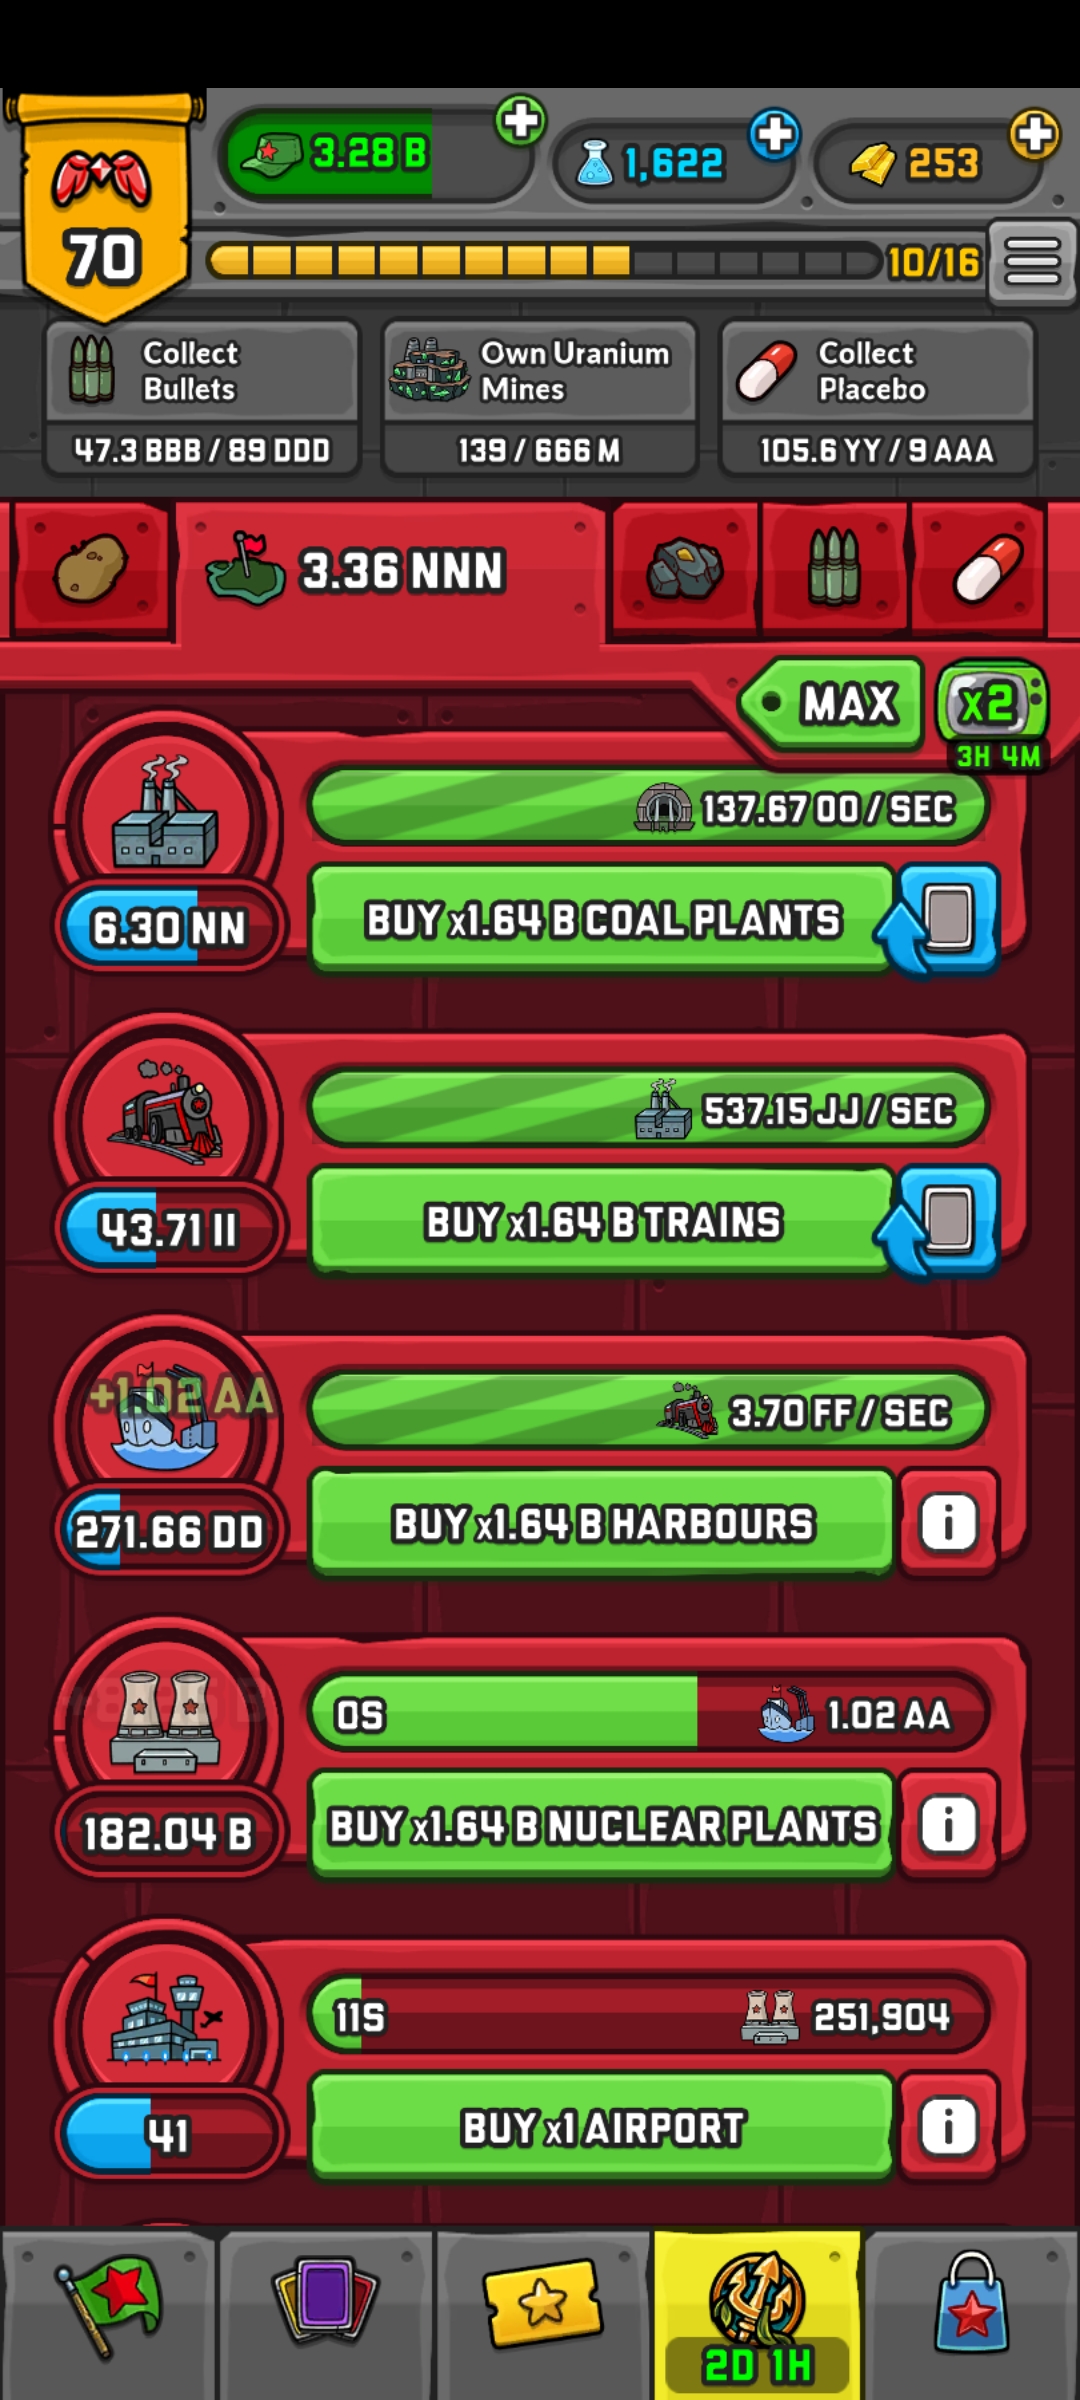 70
3.28 B
1,622
253
10/16
Collect
Bullets
47.3 BBB / 89 DDD
Own Uranium
Mines
139 / 666 M
Collect
Placebo
105.6 YY / 9 AAA
3.36 NNN
MAX
x2
3H 4M
137.67 OO / SEC
6.30 NN
BUY x1.64 B COAL PLANTS
537.15 JJ / SEC
43.71 II
BUY x1.64 B TRAINS
+1.02 AA
3.70 FF / SEC
271.66 DD
BUY x1.64 B HARBOURS
i
0S
1.02 AA
182.04 B
BUY x1.64 B NUCLEAR PLANTS
i
11S
251,904
41
BUY x1 AIRPORT
i
2D 1H